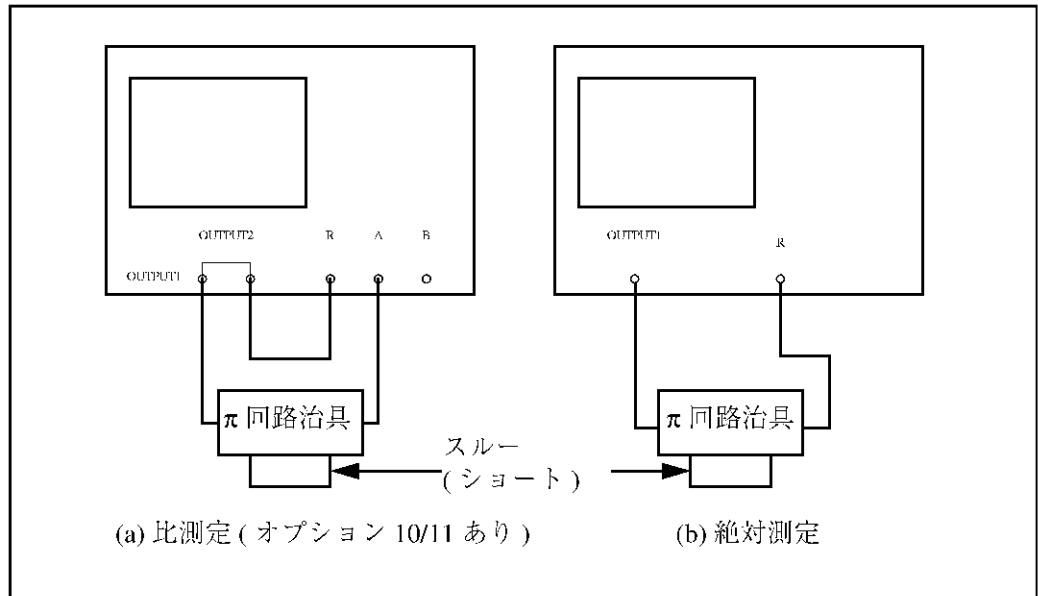 OUTPUT2 R A B
OUTPUT1
π 回路治具
(a) 比測定 ( オプション 10/11 あり )
OUTPUT1 R
π 回路治具
(b) 絶対測定
スルー
( ショート )